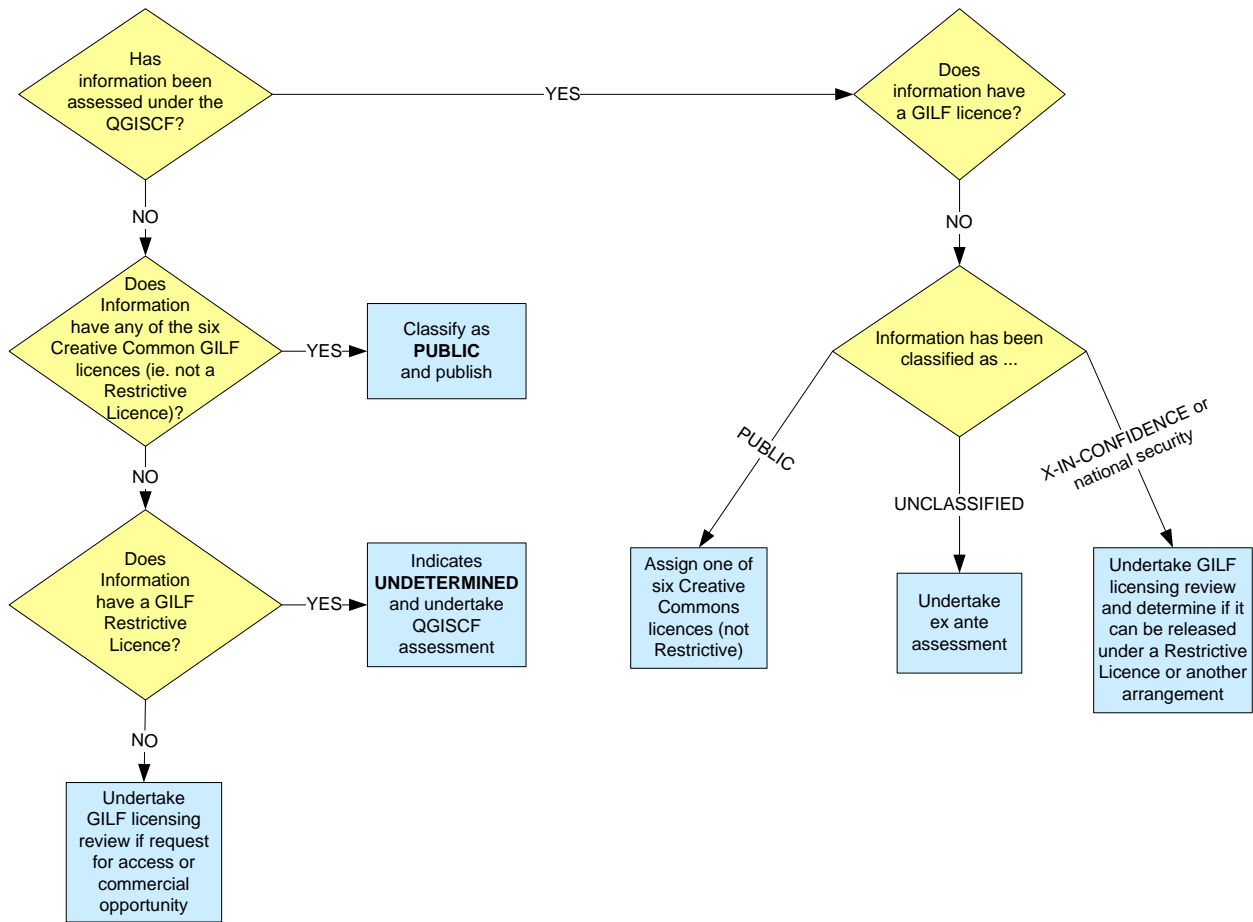 Has
information been
assessed under the
QGISCF?
YES
Does
information have
a GILF licence?
NO
NO
Does
Information
have any of the six
Creative Common GILF
licences (ie. not a
Restrictive
Licence)?
YES
Classify as
PUBLIC
and publish
Information has been
classified as ...
PUBLIC
UNCLASSIFIED
X-IN-CONFIDENCE or
national security
NO
Does
Information
have a GILF
Restrictive
Licence?
YES
Indicates
UNDETERMINED
and undertake
QGISCF
assessment
Assign one of
six Creative
Commons
licences (not
Restrictive)
Undertake
ex ante
assessment
Undertake GILF
licensing review
and determine if it
can be released
under a Restrictive
Licence or another
arrangement
NO
Undertake
GILF licensing
review if request
for access or
commercial
opportunity